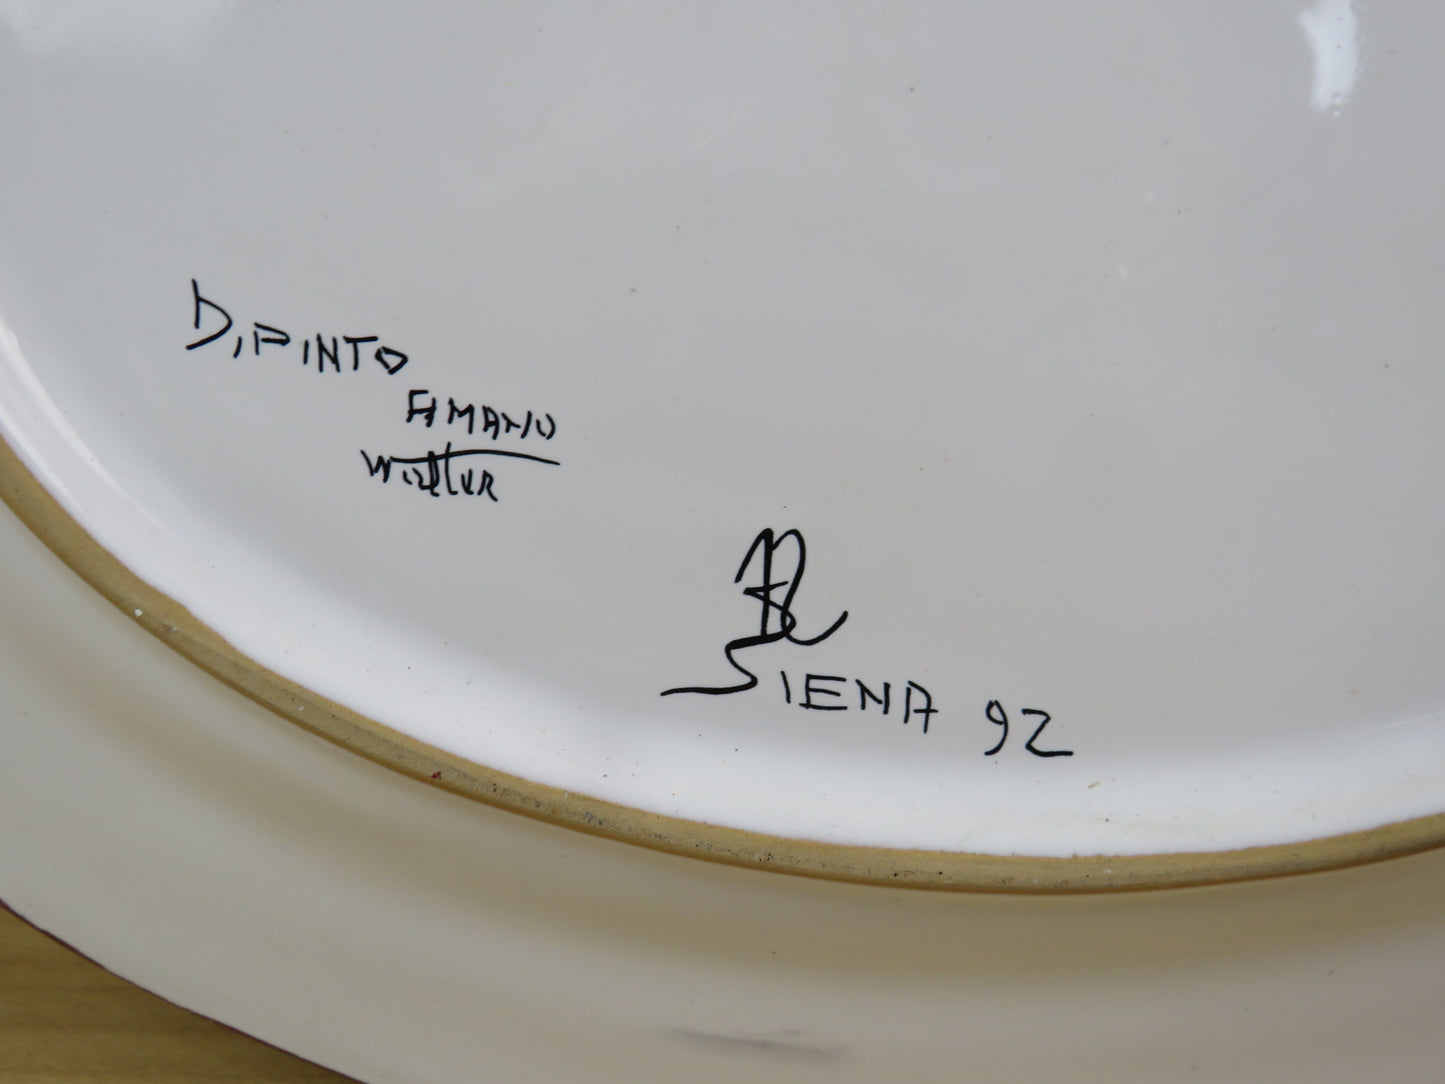 DIPINTO
A MANO
Walter
SIENA 92